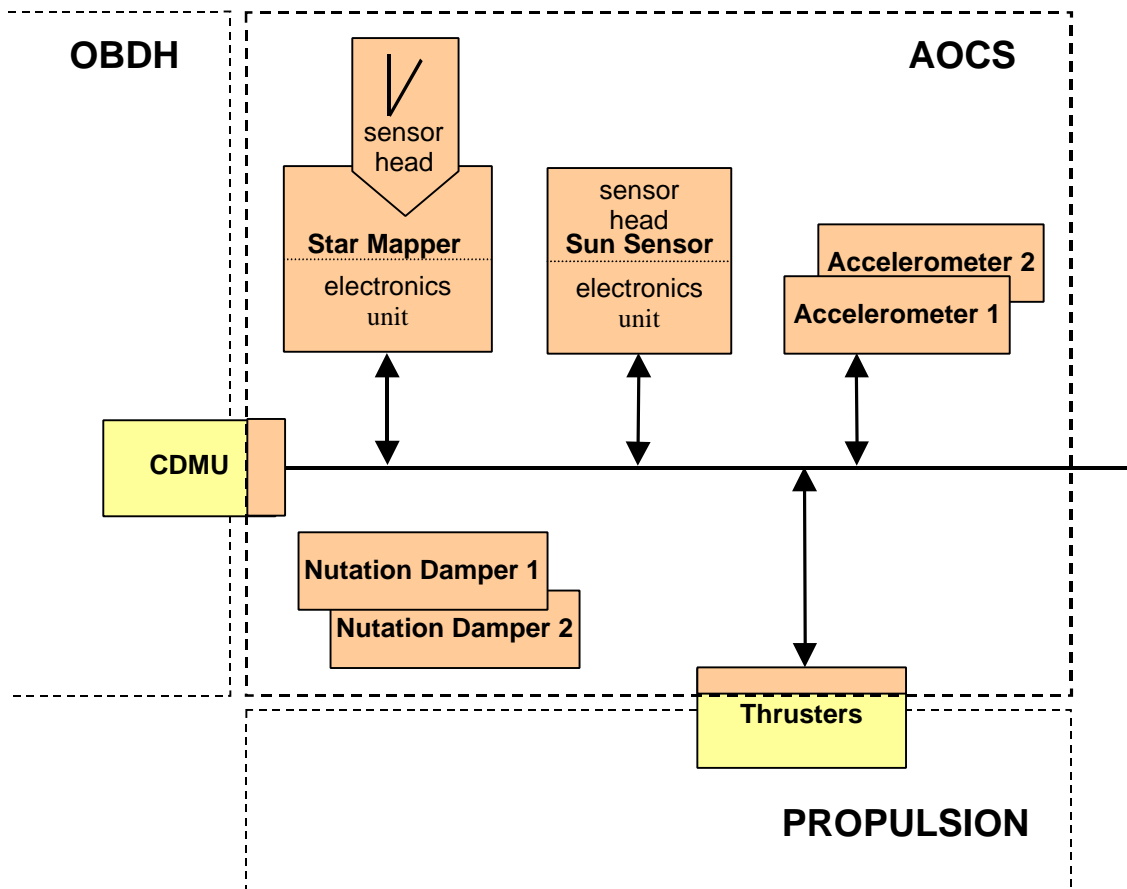 OBDH
AOCS
sensor
head
Star Mapper
electronics
unit
sensor
head
Sun Sensor
electronics
unit
Accelerometer 2
Accelerometer 1
CDMU
Nutation Damper 1
Nutation Damper 2
Thrusters
PROPULSION